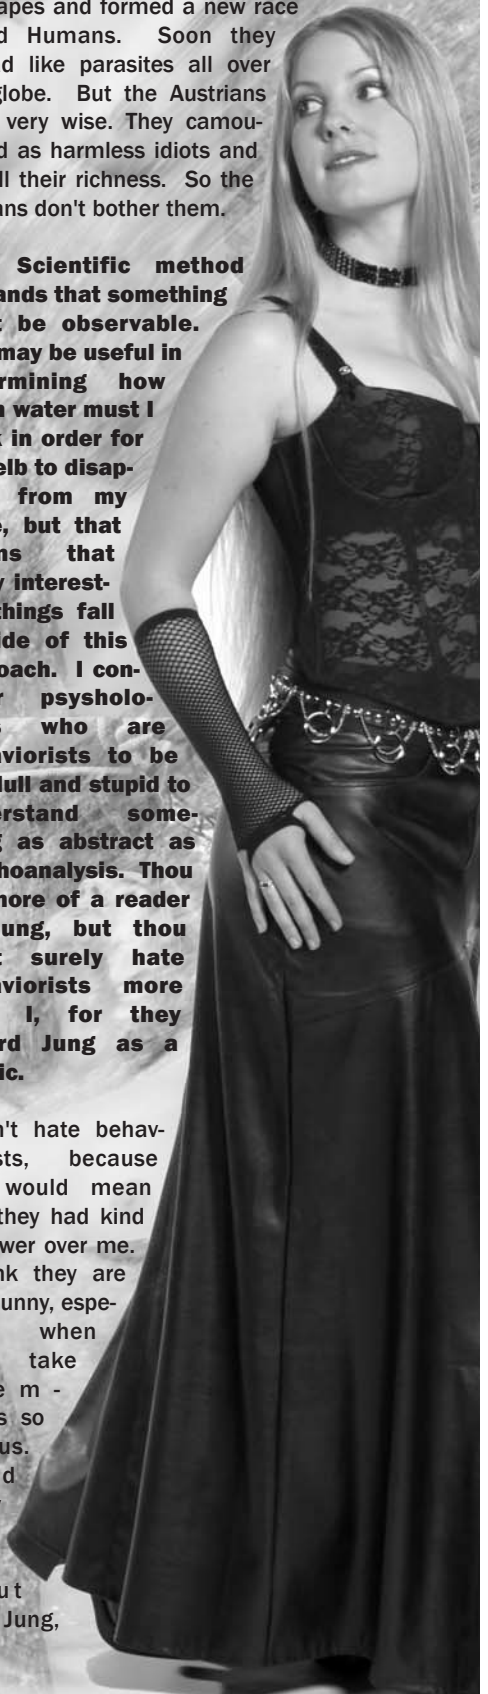 apes and formed a new race
d Humans. Soon they
d like parasites all over
globe. But the Austrians
very wise. They camou-
d as harmless idiots and
ll their richness. So the
ans don't bother them.
Scientific method
ands that something
t be observable.
may be useful in
rmining how
h water must I
k in order for
elb to disap-
from my
e, but that
ns that
y interest-
things fall
ide of this
oach. I con-
r psysholo-
s who are
aviorists to be
dull and stupid to
erstand some-
g as abstract as
hoanalysis. Thou
more of a reader
ung, but thou
t surely hate
aviorists more
I, for they
rd Jung as a
ic.
n't hate behav-
sts, because
would mean
they had kind
wer over me.
nk they are
unny, espe-
when
take
e m -
s so
us.
d
ut
Jung,